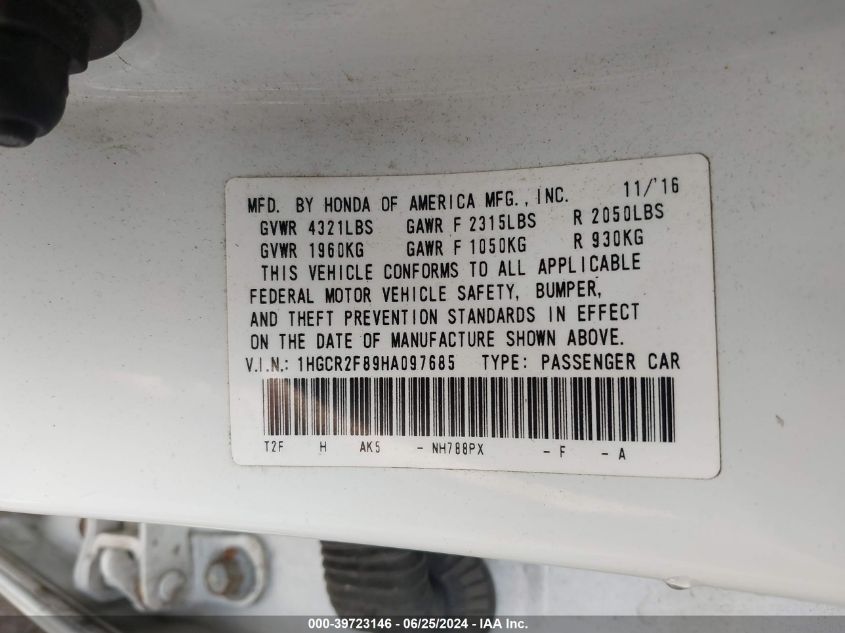 MFD. BY HONDA OF AMERICA MFG., INC. 11/'16
GVWR 4321LBS GAWR F 2315LBS R 2050LBS
GVWR 1960KG GAWR F 1050KG R 930KG
THIS VEHICLE CONFORMS TO ALL APPLICABLE
FEDERAL MOTOR VEHICLE SAFETY, BUMPER,
AND THEFT PREVENTION STANDARDS IN EFFECT
ON THE DATE OF MANUFACTURE SHOWN ABOVE.
V.I.N.: 1HGCR2F89HA097685 TYPE: PASSENGER CAR
T2F H AK5 - NH788PX - F - A
000-39723146 - 06/25/2024 - IAA Inc.